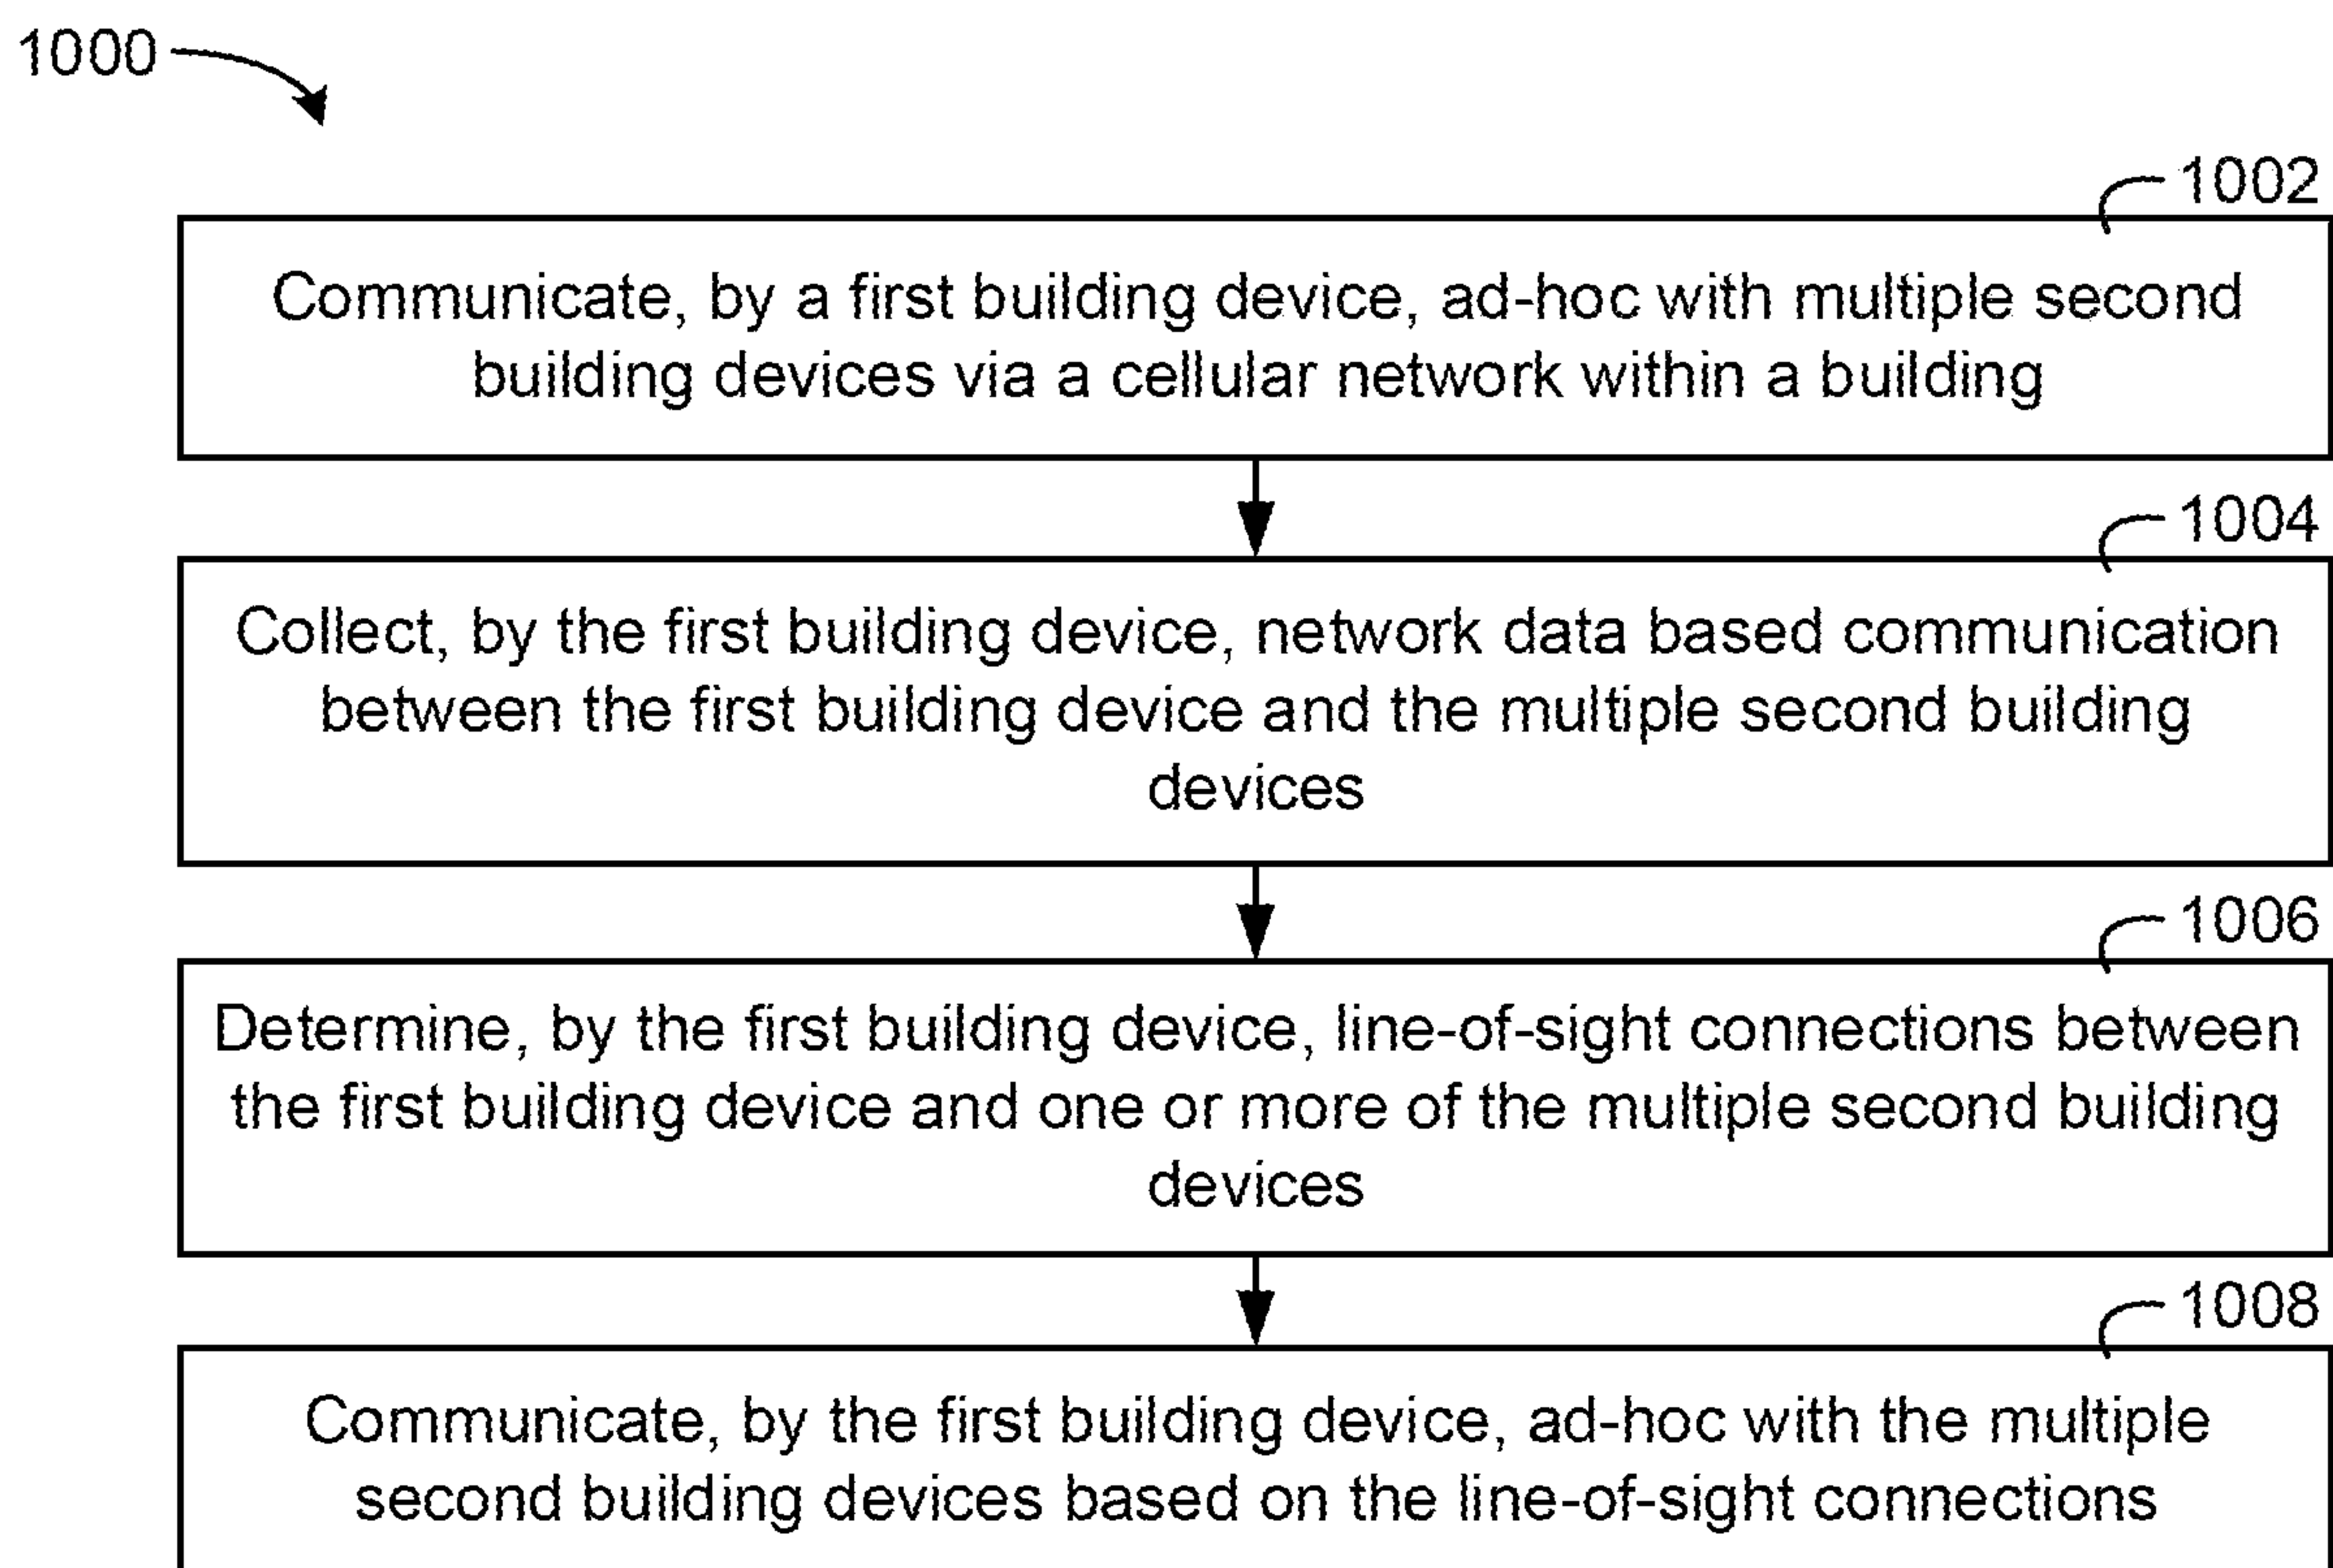 1000
1002
Communicate, by a first building device, ad-hoc with multiple second
building devices via a cellular network within a building
1004
Collect, by the first building device, network data based communication
between the first building device and the multiple second building
devices
1006
Determine, by the first building device, line-of-sight connections between
the first building device and one or more of the multiple second building
devices
1008
Communicate, by the first building device, ad-hoc with the multiple
second building devices based on the line-of-sight connections